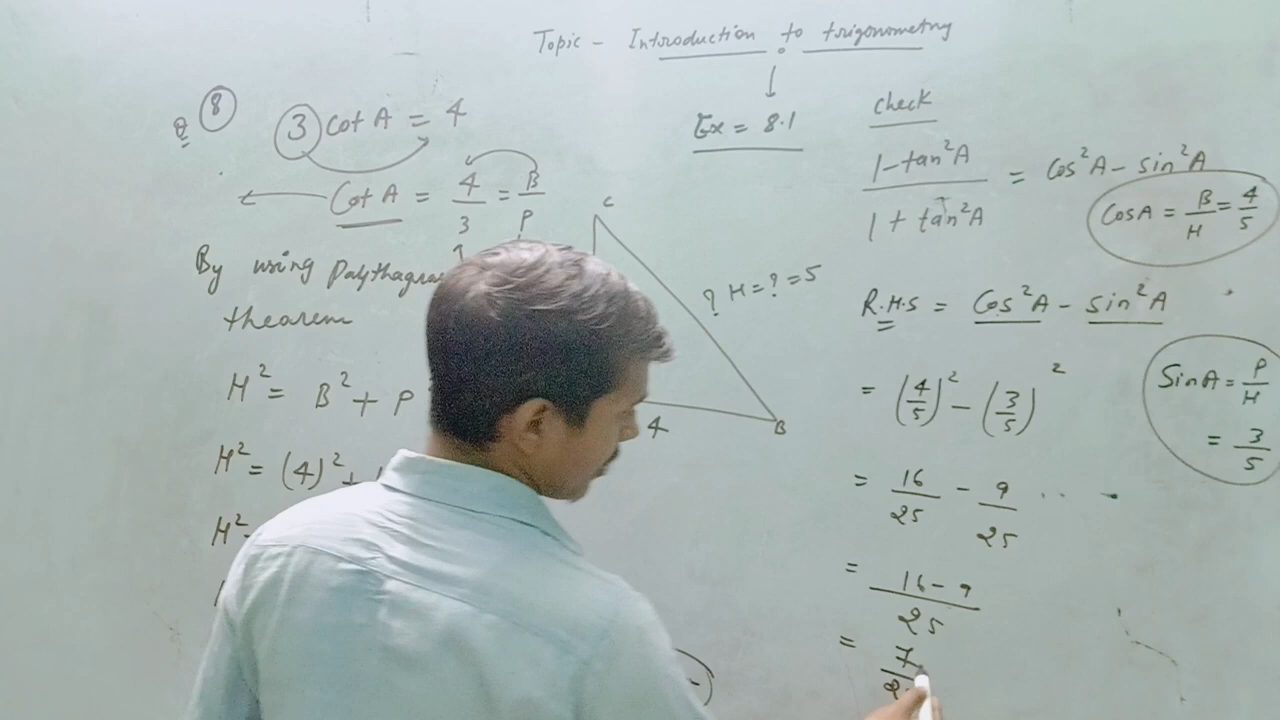 Topic - Introduction to trigonometry
Ex = 8.1
Q 8 3 cot A = 4
Cot A = 4/3 = B/P
By using
theorem
H² = B² + P
H² = (4)² +
H²
C
? H = ? = 5
4
B
check
1 - tan²A / 1 + tan²A = Cos²A - sin²A
CosA = B/H = 4/5
R.H.S = Cos²A - sin²A
= (4/5)² - (3/5)²
SinA = P/H
= 3/5
= 16/25 - 9/25
= 16 - 9 / 25
= 7/2